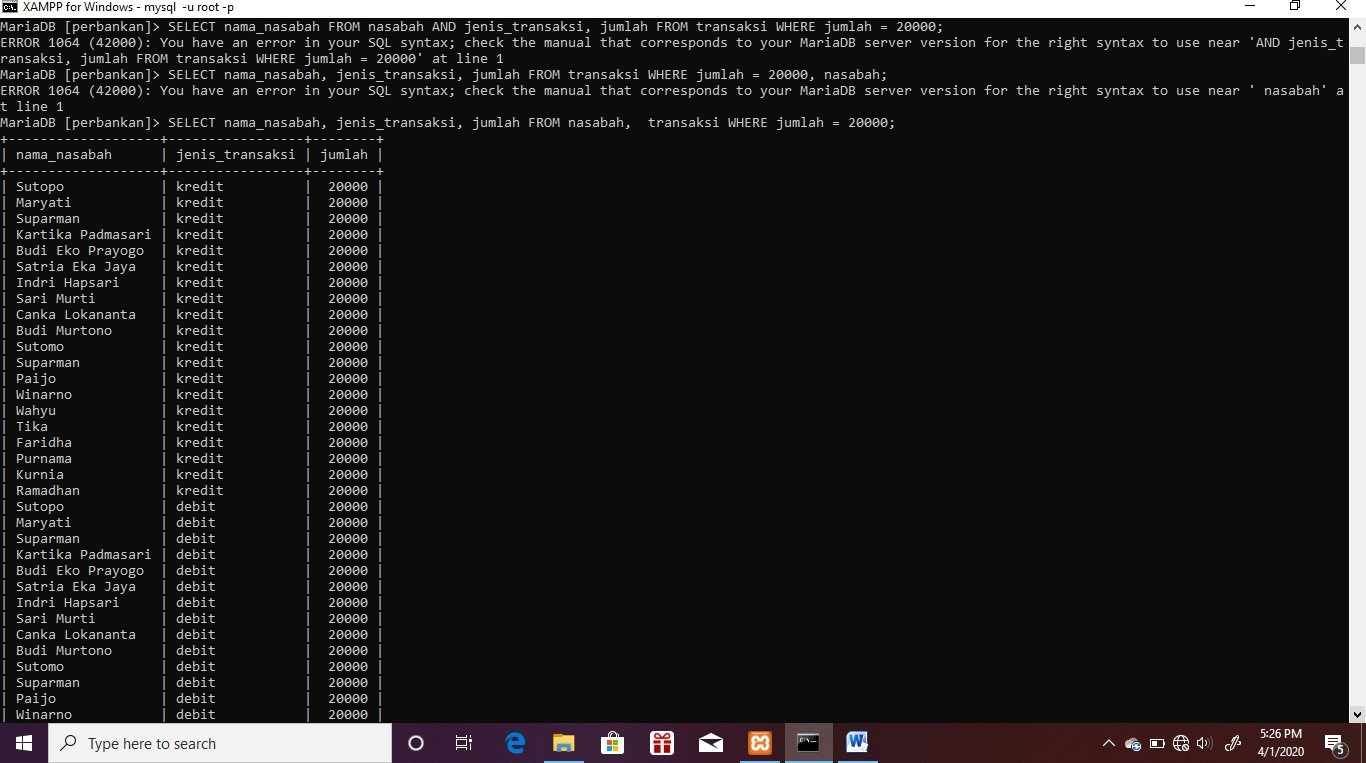 XAMPP for Windows - mysql -u root -p
MariaDB [perbankan]> SELECT nama_nasabah FROM nasabah AND jenis_transaksi, jumlah FROM transaksi WHERE jumlah = 20000;
ERROR 1064 (42000): You have an error in your SQL syntax; check the manual that corresponds to your MariaDB server version for the right syntax to use near 'AND jenis_t
ransaksi, jumlah FROM transaksi WHERE jumlah = 20000' at line 1
MariaDB [perbankan]> SELECT nama_nasabah, jenis_transaksi, jumlah FROM transaksi WHERE jumlah = 20000, nasabah;
ERROR 1064 (42000): You have an error in your SQL syntax; check the manual that corresponds to your MariaDB server version for the right syntax to use near ' nasabah' a
t line 1
MariaDB [perbankan]> SELECT nama_nasabah, jenis_transaksi, jumlah FROM nasabah,  transaksi WHERE jumlah = 20000;
+-------------------+-----------------+--------+
| nama_nasabah      | jenis_transaksi | jumlah |
+-------------------+-----------------+--------+
| Sutopo            | kredit          |  20000 |
| Maryati           | kredit          |  20000 |
| Suparman          | kredit          |  20000 |
| Kartika Padmasari | kredit          |  20000 |
| Budi Eko Prayogo  | kredit          |  20000 |
| Satria Eka Jaya   | kredit          |  20000 |
| Indri Hapsari     | kredit          |  20000 |
| Sari Murti        | kredit          |  20000 |
| Canka Lokananta   | kredit          |  20000 |
| Budi Murtono      | kredit          |  20000 |
| Sutomo            | kredit          |  20000 |
| Suparman          | kredit          |  20000 |
| Paijo             | kredit          |  20000 |
| Winarno           | kredit          |  20000 |
| Wahyu             | kredit          |  20000 |
| Tika              | kredit          |  20000 |
| Faridha           | kredit          |  20000 |
| Purnama           | kredit          |  20000 |
| Kurnia            | kredit          |  20000 |
| Ramadhan          | kredit          |  20000 |
| Sutopo            | debit           |  20000 |
| Maryati           | debit           |  20000 |
| Suparman          | debit           |  20000 |
| Kartika Padmasari | debit           |  20000 |
| Budi Eko Prayogo  | debit           |  20000 |
| Satria Eka Jaya   | debit           |  20000 |
| Indri Hapsari     | debit           |  20000 |
| Sari Murti        | debit           |  20000 |
| Canka Lokananta   | debit           |  20000 |
| Budi Murtono      | debit           |  20000 |
| Sutomo            | debit           |  20000 |
| Suparman          | debit           |  20000 |
| Paijo             | debit           |  20000 |
| Winarno           | debit           |  20000 |
Type here to search
5:26 PM
4/1/2020
5